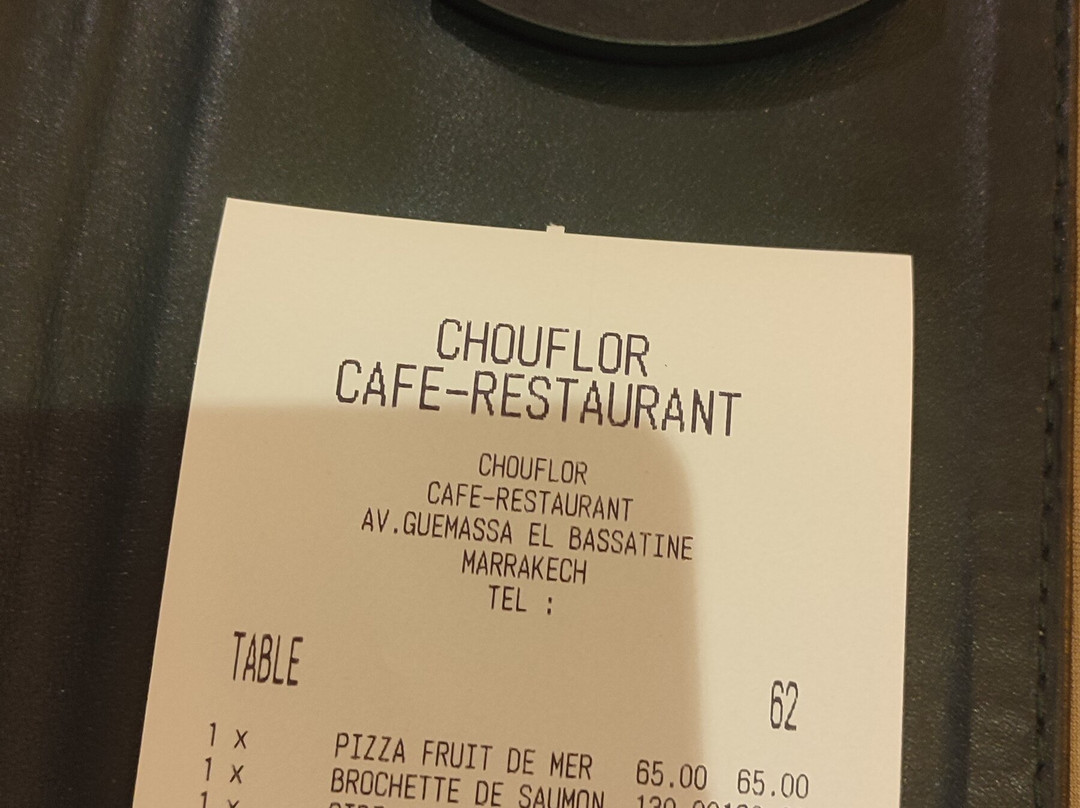 CHOUFLOR
CAFE-RESTAURANT
CHOUFLOR
CAFE-RESTAURANT
AV.GUEMASSA EL BASSATINE
MARRAKECH
TEL :
TABLE 62
1 x PIZZA FRUIT DE MER 65.00 65.00
1 x BROCHETTE DE SAUMON
1 x